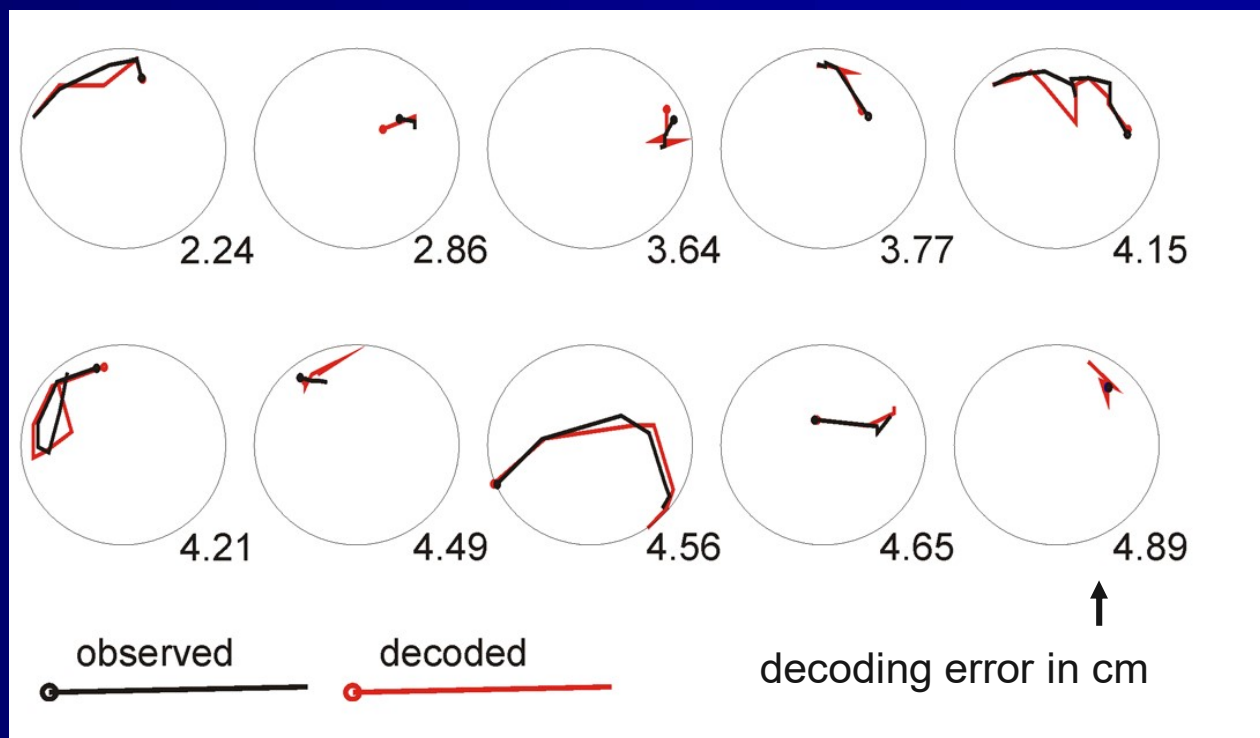 2.24 2.86 3.64 3.77 4.15
4.21 4.49 4.56 4.65 4.89
observed decoded
decoding error in cm